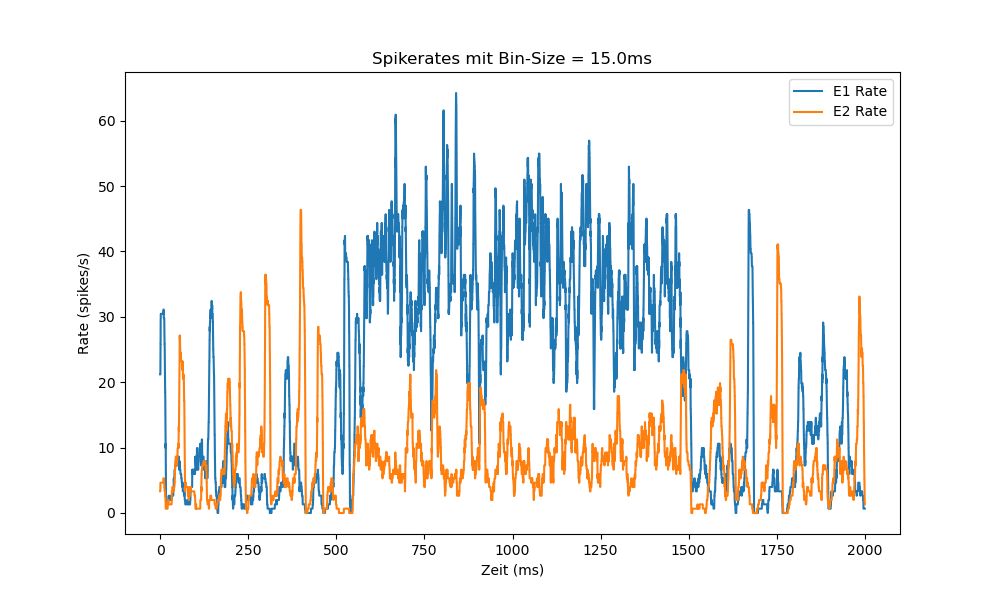 Spikerates mit Bin-Size = 15.0ms
E1 Rate
E2 Rate
Rate (spikes/s)
60
50
40
30
20
10
0
0 250 500 750 1000 1250 1500 1750 2000
Zeit (ms)